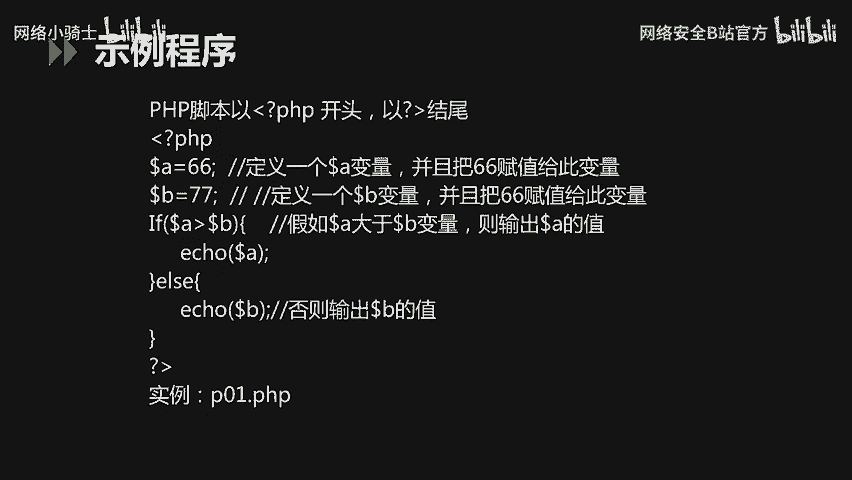 网络小骑士 bilibili
网络安全B站官方 bilibili
示例程序
PHP脚本以<?php 开头，以?>结尾
<?php
$a=66;  //定义一个$a变量，并且把66赋值给此变量
$b=77;  // //定义一个$b变量，并且把66赋值给此变量
If($a>$b){    //假如$a大于$b变量，则输出$a的值
echo($a);
}else{
echo($b);//否则输出$b的值
}
?>
实例：p01.php